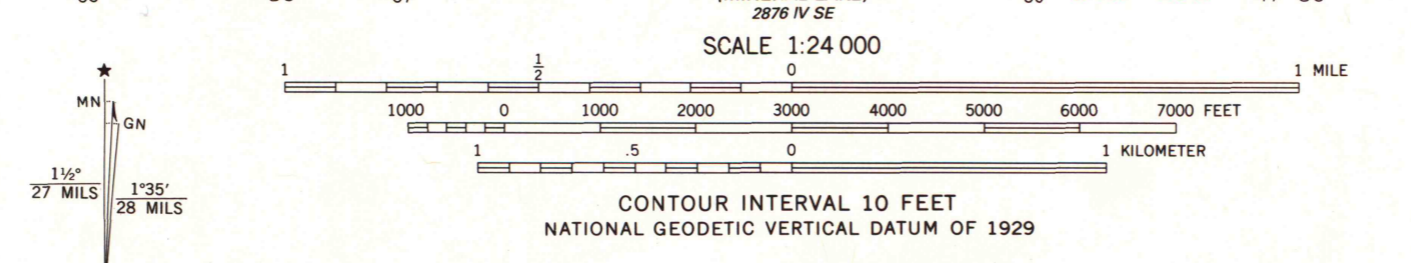 2876 IV SE
SCALE 1:24 000
1 1/2 0 1 MILE
1000 0 1000 2000 3000 4000 5000 6000 7000 FEET
1 .5 0 1 KILOMETER
MN
GN
1½°
27 MILS
1°35′
28 MILS
CONTOUR INTERVAL 10 FEET
NATIONAL GEODETIC VERTICAL DATUM OF 1929